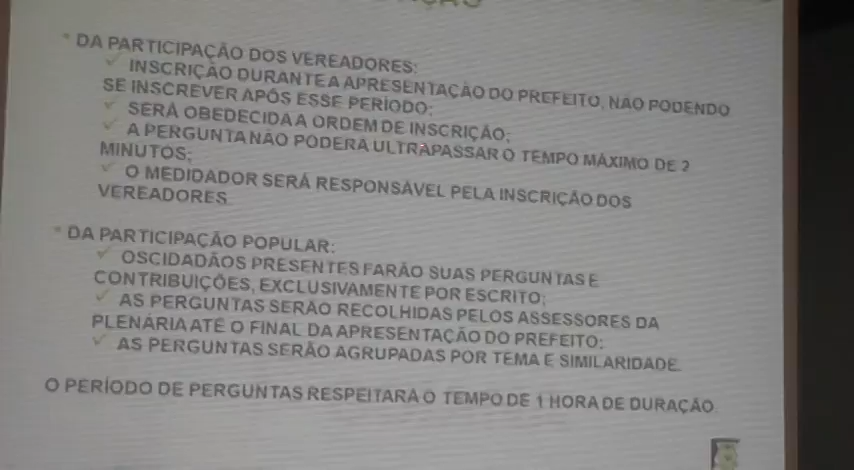 * DA PARTICIPAÇÃO DOS VEREADORES:
✓ INSCRIÇÃO DURANTE A APRESENTAÇÃO DO PREFEITO, NÃO PODENDO
SE INSCREVER APÓS ESSE PERÍODO;
✓ SERÁ OBEDECIDA A ORDEM DE INSCRIÇÃO;
✓ A PERGUNTA NÃO PODERÁ ULTRAPASSAR O TEMPO MÁXIMO DE 2
MINUTOS;
✓ O MEDIDADOR SERÁ RESPONSÁVEL PELA INSCRIÇÃO DOS
VEREADORES.
* DA PARTICIPAÇÃO POPULAR:
✓ OS CIDADÃOS PRESENTES FARÃO SUAS PERGUNTAS E
CONTRIBUIÇÕES, EXCLUSIVAMENTE POR ESCRITO;
✓ AS PERGUNTAS SERÃO RECOLHIDAS PELOS ASSESSORES DA
PLENÁRIA ATÉ O FINAL DA APRESENTAÇÃO DO PREFEITO;
✓ AS PERGUNTAS SERÃO AGRUPADAS POR TEMA E SIMILARIDADE.
O PERÍODO DE PERGUNTAS RESPEITARÁ O TEMPO DE 1 HORA DE DURAÇÃO.